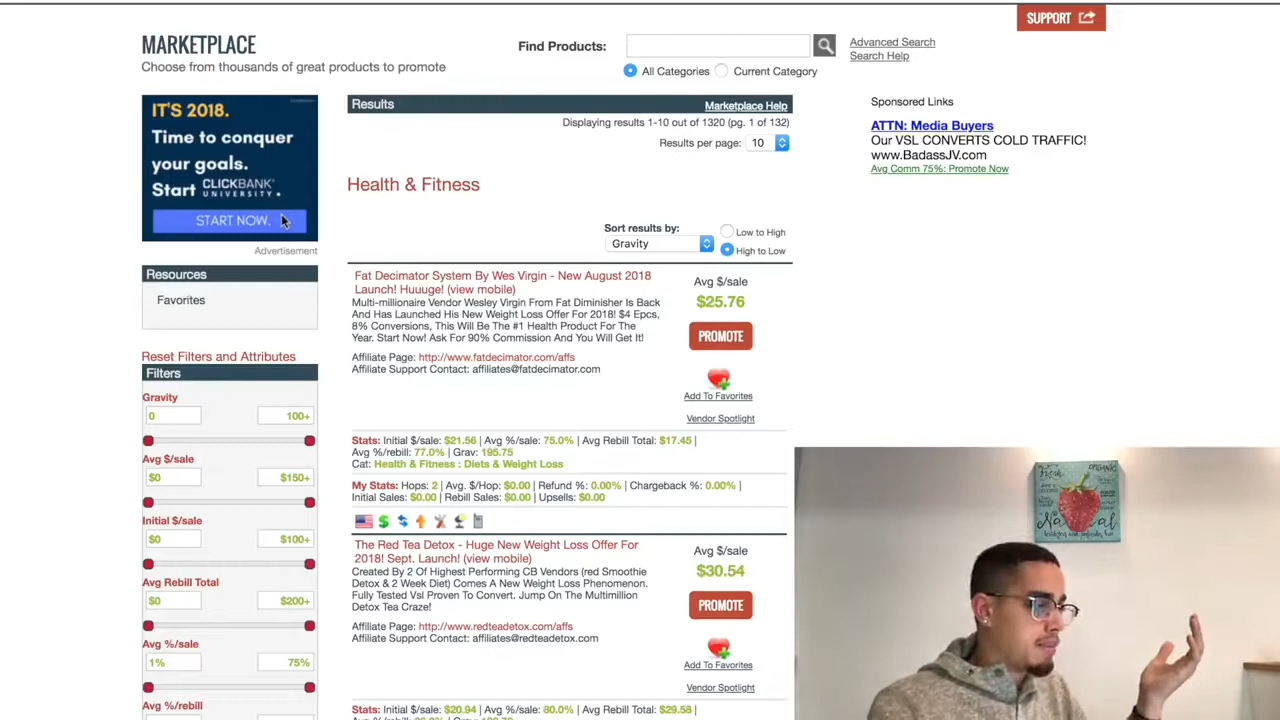 SUPPORT
MARKETPLACE
Choose from thousands of great products to promote
Find Products:
Advanced Search
Search Help
All Categories
Current Category
IT'S 2018.
Time to conquer
your goals.
Start CLICKBANK UNIVERSITY.
START NOW.
Advertisement
Resources
Favorites
Reset Filters and Attributes
Filters
Gravity
0 100+
Avg $/sale
$0 $150+
Initial $/sale
$0 $100+
Avg Rebill Total
$0 $200+
Avg %/sale
1% 75%
Avg %/rebill
Results
Marketplace Help
Displaying results 1-10 out of 1320 (pg. 1 of 132)
Results per page: 10
Health & Fitness
Sort results by:
Gravity
Low to High
High to Low
Fat Decimator System By Wes Virgin - New August 2018
Launch! Huuuge! (view mobile)
Multi-millionaire Vendor Wesley Virgin From Fat Diminisher Is Back
And Has Launched His New Weight Loss Offer For 2018! $4 Epcs,
8% Conversions, This Will Be The #1 Health Product For The
Year. Start Now! Ask For 90% Commission And You Will Get It!
Affiliate Page: http://www.fatdecimator.com/affs
Affiliate Support Contact: affiliates@fatdecimator.com
Avg $/sale
$25.76
PROMOTE
Add To Favorites
Vendor Spotlight
Stats: Initial $/sale: $21.56 | Avg %/sale: 75.0% | Avg Rebill Total: $17.45 |
Avg %/rebill: 77.0% | Grav: 195.75
Cat: Health & Fitness : Diets & Weight Loss
My Stats: Hops: 2 | Avg. $/Hop: $0.00 | Refund %: 0.00% | Chargeback %: 0.00% |
Initial Sales: $0.00 | Rebill Sales: $0.00 | Upsells: $0.00
The Red Tea Detox - Huge New Weight Loss Offer For
2018! Sept. Launch! (view mobile)
Created By 2 Of Highest Performing CB Vendors (red Smoothie
Detox & 2 Week Diet) Comes A New Weight Loss Phenomenon.
Fully Tested Vsl Proven To Convert. Jump On The Multimillion
Detox Tea Craze!
Affiliate Page: http://www.redteadetox.com/affs
Affiliate Support Contact: affiliates@redteadetox.com
Avg $/sale
$30.54
PROMOTE
Add To Favorites
Vendor Spotlight
Stats: Initial $/sale: $20.94 | Avg %/sale: 80.0% | Avg Rebill Total: $29.58 |
Sponsored Links
ATTN: Media Buyers
Our VSL CONVERTS COLD TRAFFIC!
www.BadassJV.com
Avg Comm 75%: Promote Now
Fresh
ORGANIC
Natural